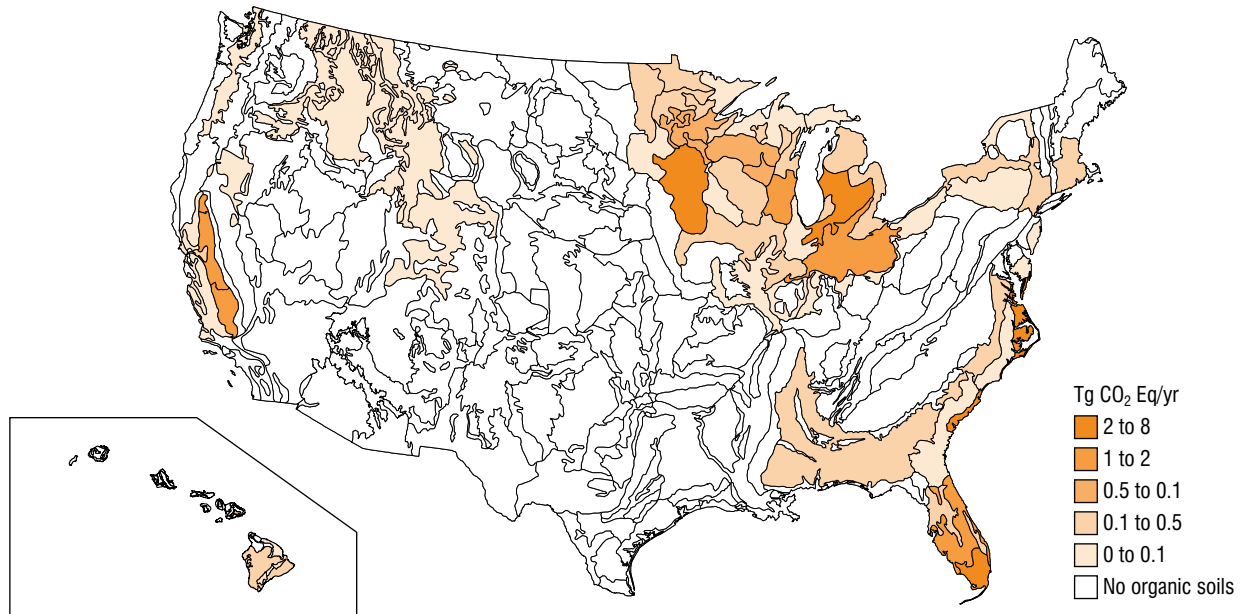 Tg CO₂ Eq/yr
2 to 8
1 to 2
0.5 to 0.1
0.1 to 0.5
0 to 0.1
No organic soils